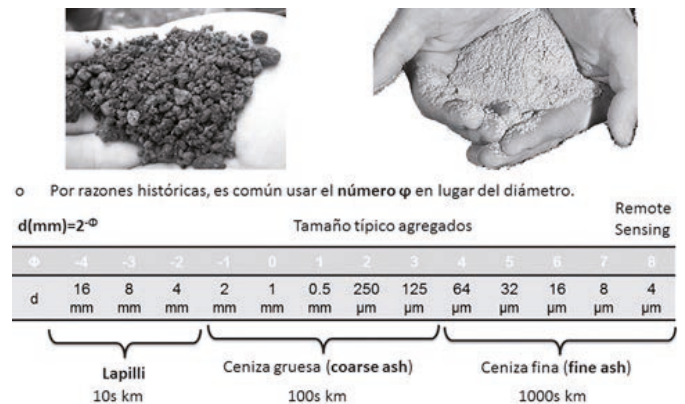 o Por razones históricas, es común usar el número φ en lugar del diámetro.
d(mm)=2^-Φ Tamaño típico agregados Remote Sensing
Φ -4 -3 -2 -1 0 1 2 3 4 5 6 7 8
d 16 mm 8 mm 4 mm 2 mm 1 mm 0.5 mm 250 µm 125 µm 64 µm 32 µm 16 µm 8 µm 4 µm
Lapilli Ceniza gruesa (coarse ash) Ceniza fina (fine ash)
10s km 100s km 1000s km